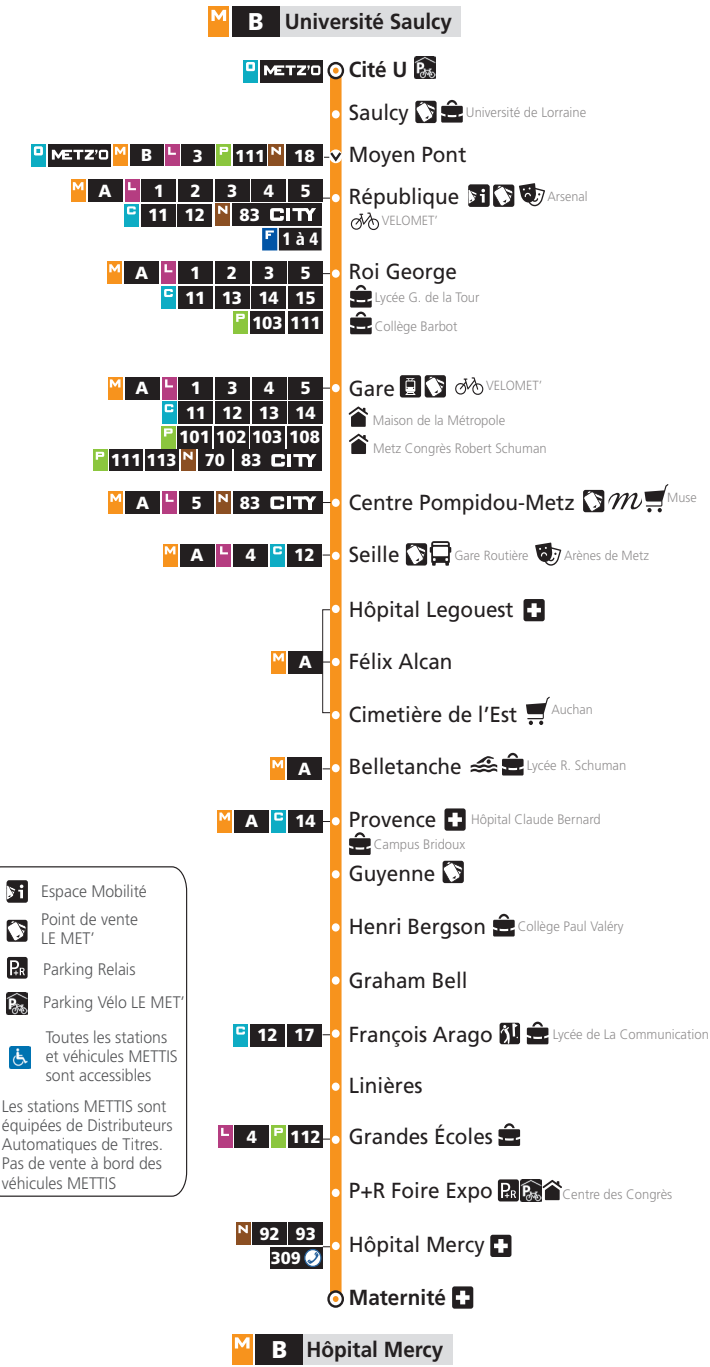 M B Université Saulcy
O METZ'O Cité U P
Saulcy Université de Lorraine
O METZ'O M B L 3 P 111 N 18 Moyen Pont
M A L 1 2 3 4 5
C 11 12 N 83 CITY
F 1 à 4
République i Arsenal
VELOMET'
M A L 1 2 3 5
C 11 13 14 15
P 103 111
Roi George
Lycée G. de la Tour
Collège Barbot
M A L 1 3 4 5
C 11 12 13 14
P 101 102 103 108
P 111 113 N 70 83 CITY
Gare VELOMET'
Maison de la Métropole
Metz Congrès Robert Schuman
M A L 5 N 83 CITY Centre Pompidou-Metz m Muse
M A L 4 C 12 Seille Gare Routière Arènes de Metz
Hôpital Legouest
M A Félix Alcan
Cimetière de l'Est Auchan
M A Belletanche Lycée R. Schuman
M A C 14 Provence Hôpital Claude Bernard
Campus Bridoux
Guyenne
Henri Bergson Collège Paul Valéry
Graham Bell
C 12 17 François Arago Lycée de La Communication
Linières
L 4 P 112 Grandes Écoles
P+R Foire Expo P+R P Centre des Congrès
N 92 93
309
Hôpital Mercy
Maternité
M B Hôpital Mercy
i Espace Mobilité
Point de vente
LE MET'
P+R Parking Relais
P Parking Vélo LE MET'
Toutes les stations
et véhicules METTIS
sont accessibles
Les stations METTIS sont
équipées de Distributeurs
Automatiques de Titres.
Pas de vente à bord des
véhicules METTIS